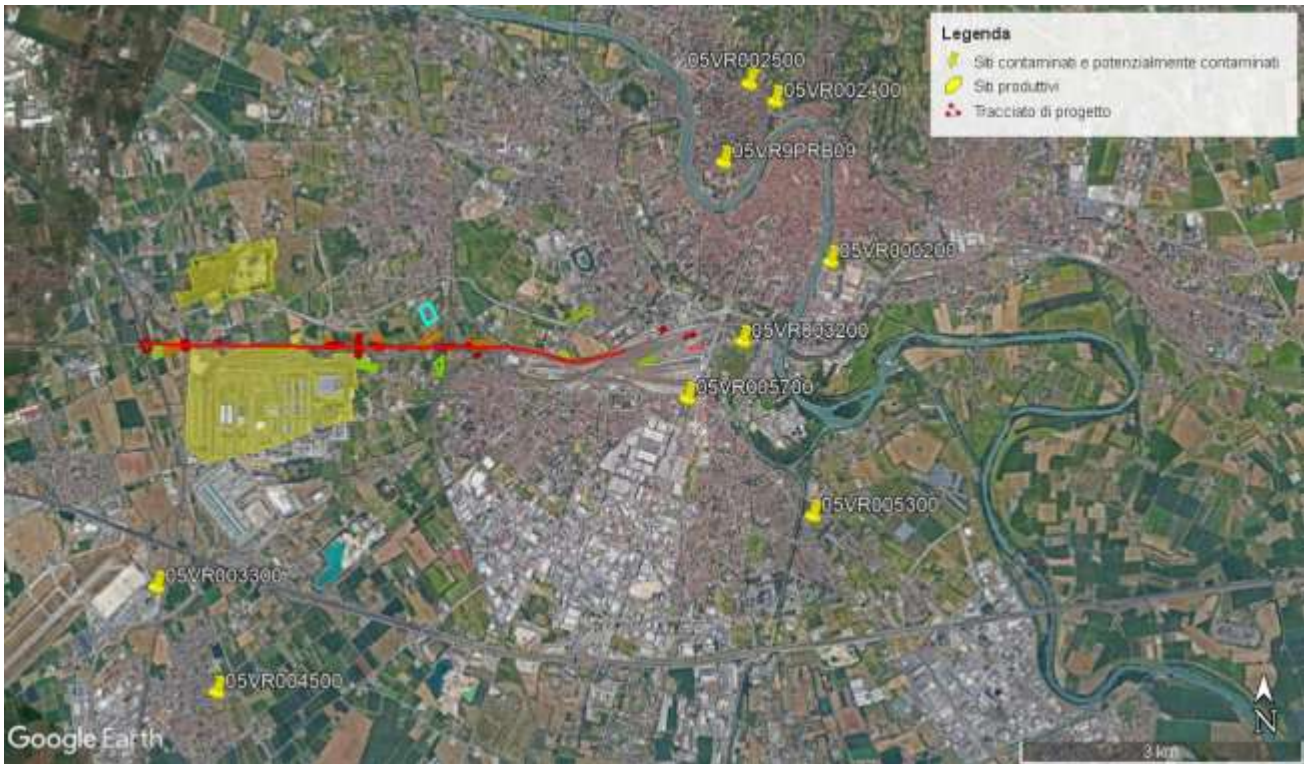 Legenda
Siti contaminati e potenzialmente contaminati
Siti produttivi
Tracciato di progetto
05VR002500
05VR002400
05VR9PRB09
05VR000200
05VR003200
05VR005700
05VR005300
05VR003300
05VR004500
Google Earth
N
3 km